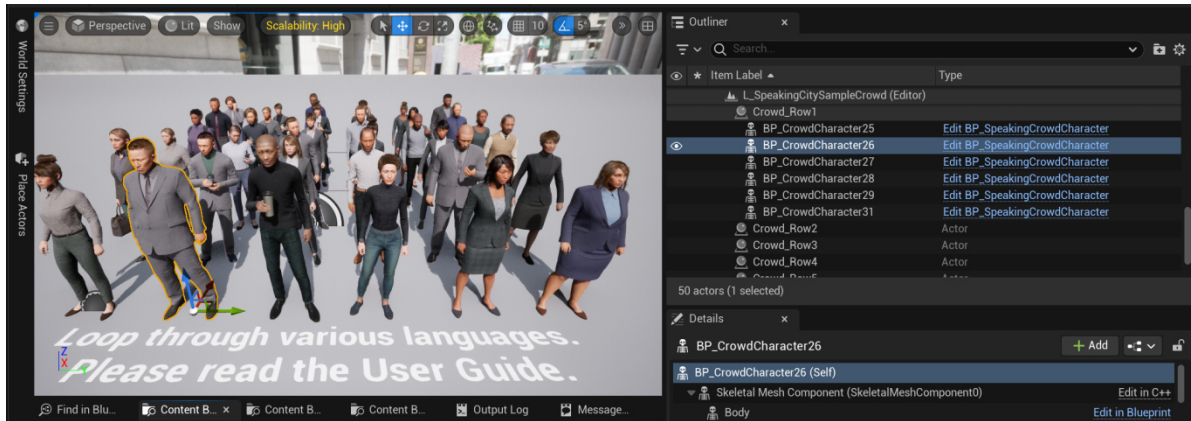 Perspective
Lit
Show
Scalability: High
10
5°
World Settings
Place Actors
Loop through various languages.
Please read the User Guide.
Z
X
Find in Blu...
Content B...
Content B...
Content B...
Output Log
Message...
Outliner
Search...
Item Label
Type
L_SpeakingCitySampleCrowd (Editor)
Crowd_Row1
BP_CrowdCharacter25 Edit BP_SpeakingCrowdCharacter
BP_CrowdCharacter26 Edit BP_SpeakingCrowdCharacter
BP_CrowdCharacter27 Edit BP_SpeakingCrowdCharacter
BP_CrowdCharacter28 Edit BP_SpeakingCrowdCharacter
BP_CrowdCharacter29 Edit BP_SpeakingCrowdCharacter
BP_CrowdCharacter31 Edit BP_SpeakingCrowdCharacter
Crowd_Row2 Actor
Crowd_Row3 Actor
Crowd_Row4 Actor
Crowd_Row5 Actor
50 actors (1 selected)
Details
BP_CrowdCharacter26
+ Add
BP_CrowdCharacter26 (Self)
Skeletal Mesh Component (SkeletalMeshComponent0) Edit in C++
Body Edit in Blueprint